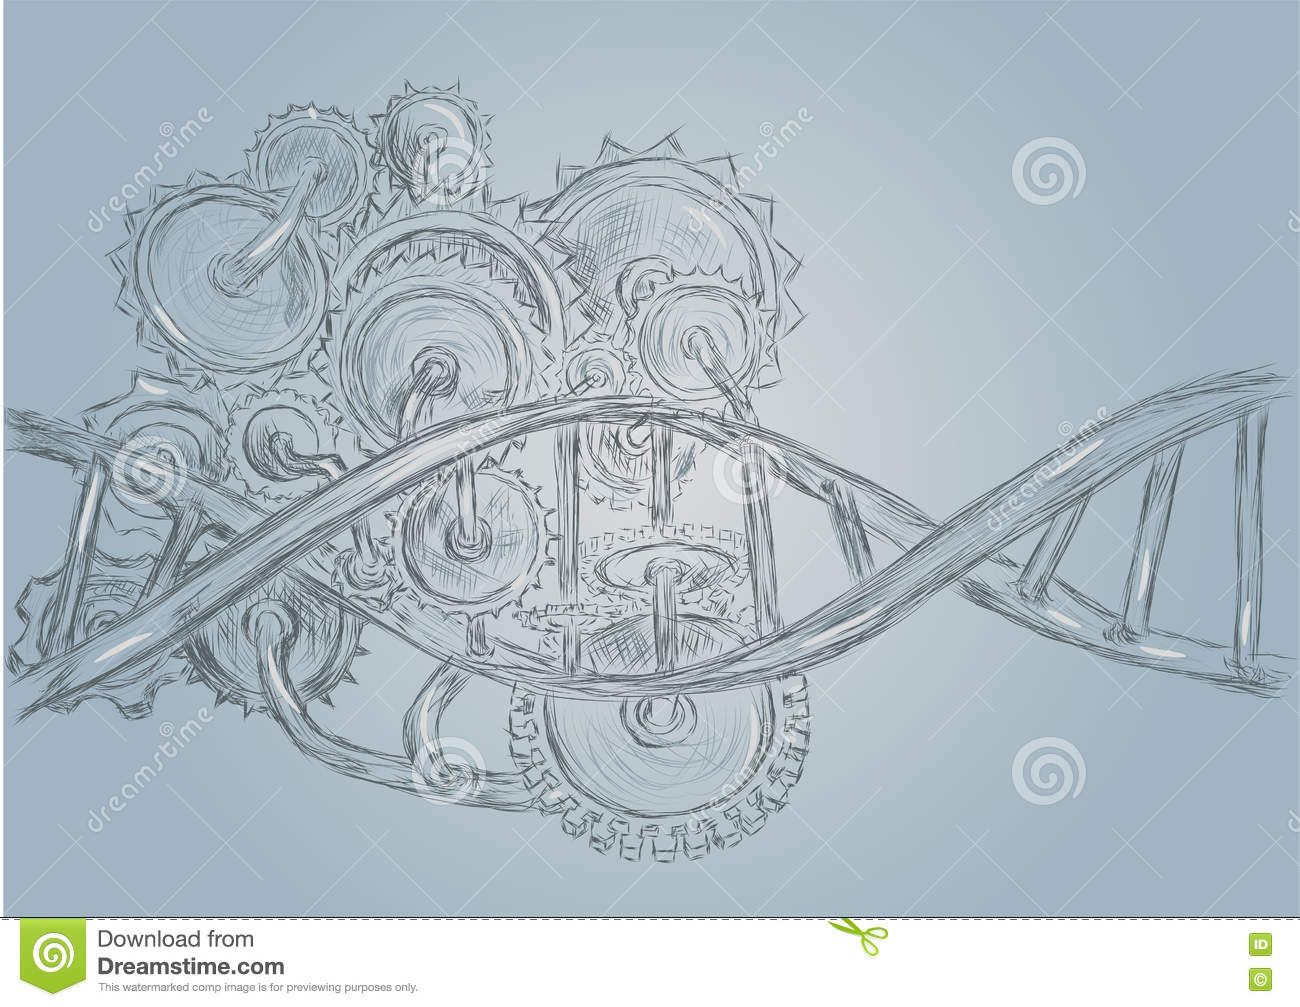 dreamstime
dreamstime
dreamstime
dreamstime
dreamstime
Download from
Dreamstime.com
This watermarked comp image is for previewing purposes only.
ID
©